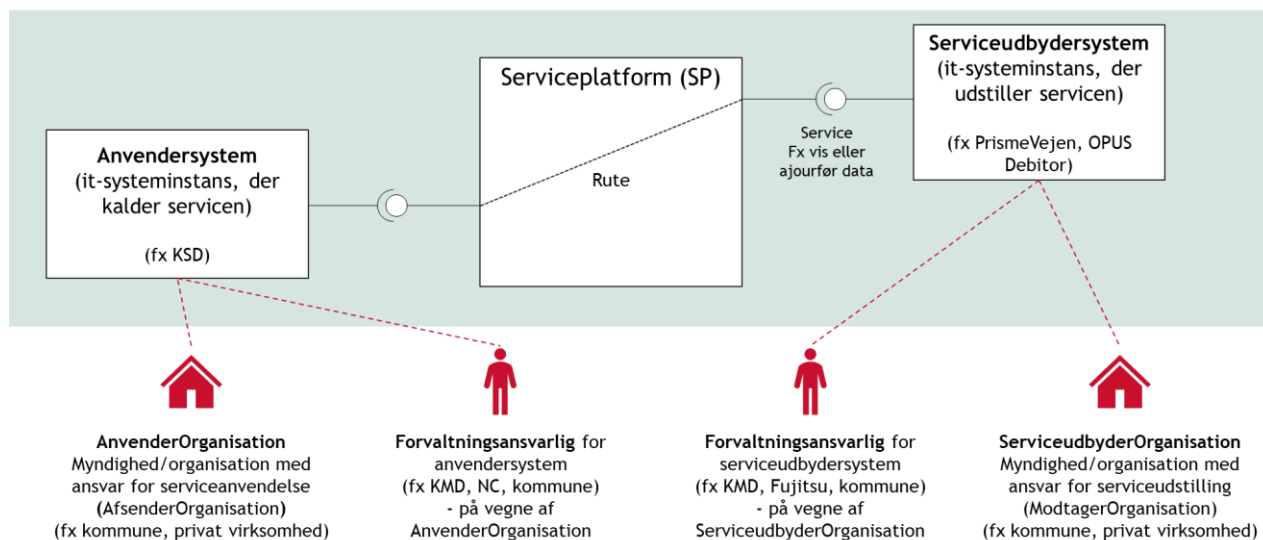 Anvendersystem
(it-systeminstans, der
kalder servicen)
(fx KSD)
Serviceplatform (SP)
Rute
Service
Fx vis eller
ajourfør data
Serviceudbydersystem
(it-systeminstans, der
udstiller servicen)
(fx PrismeVejen, OPUS
Debitor)
AnvenderOrganisation
Myndighed/organisation med
ansvar for serviceanvendelse
(AfsenderOrganisation)
(fx kommune, privat virksomhed)
Forvaltningsansvarlig for
anvendersystem
(fx KMD, NC, kommune)
- på vegne af
AnvenderOrganisation
Forvaltningsansvarlig for
serviceudbydersystem
(fx KMD, Fujitsu, kommune)
- på vegne af
ServiceudbyderOrganisation
ServiceudbyderOrganisation
Myndighed/organisation med
ansvar for serviceudstilling
(ModtagerOrganisation)
(fx kommune, privat virksomhed)